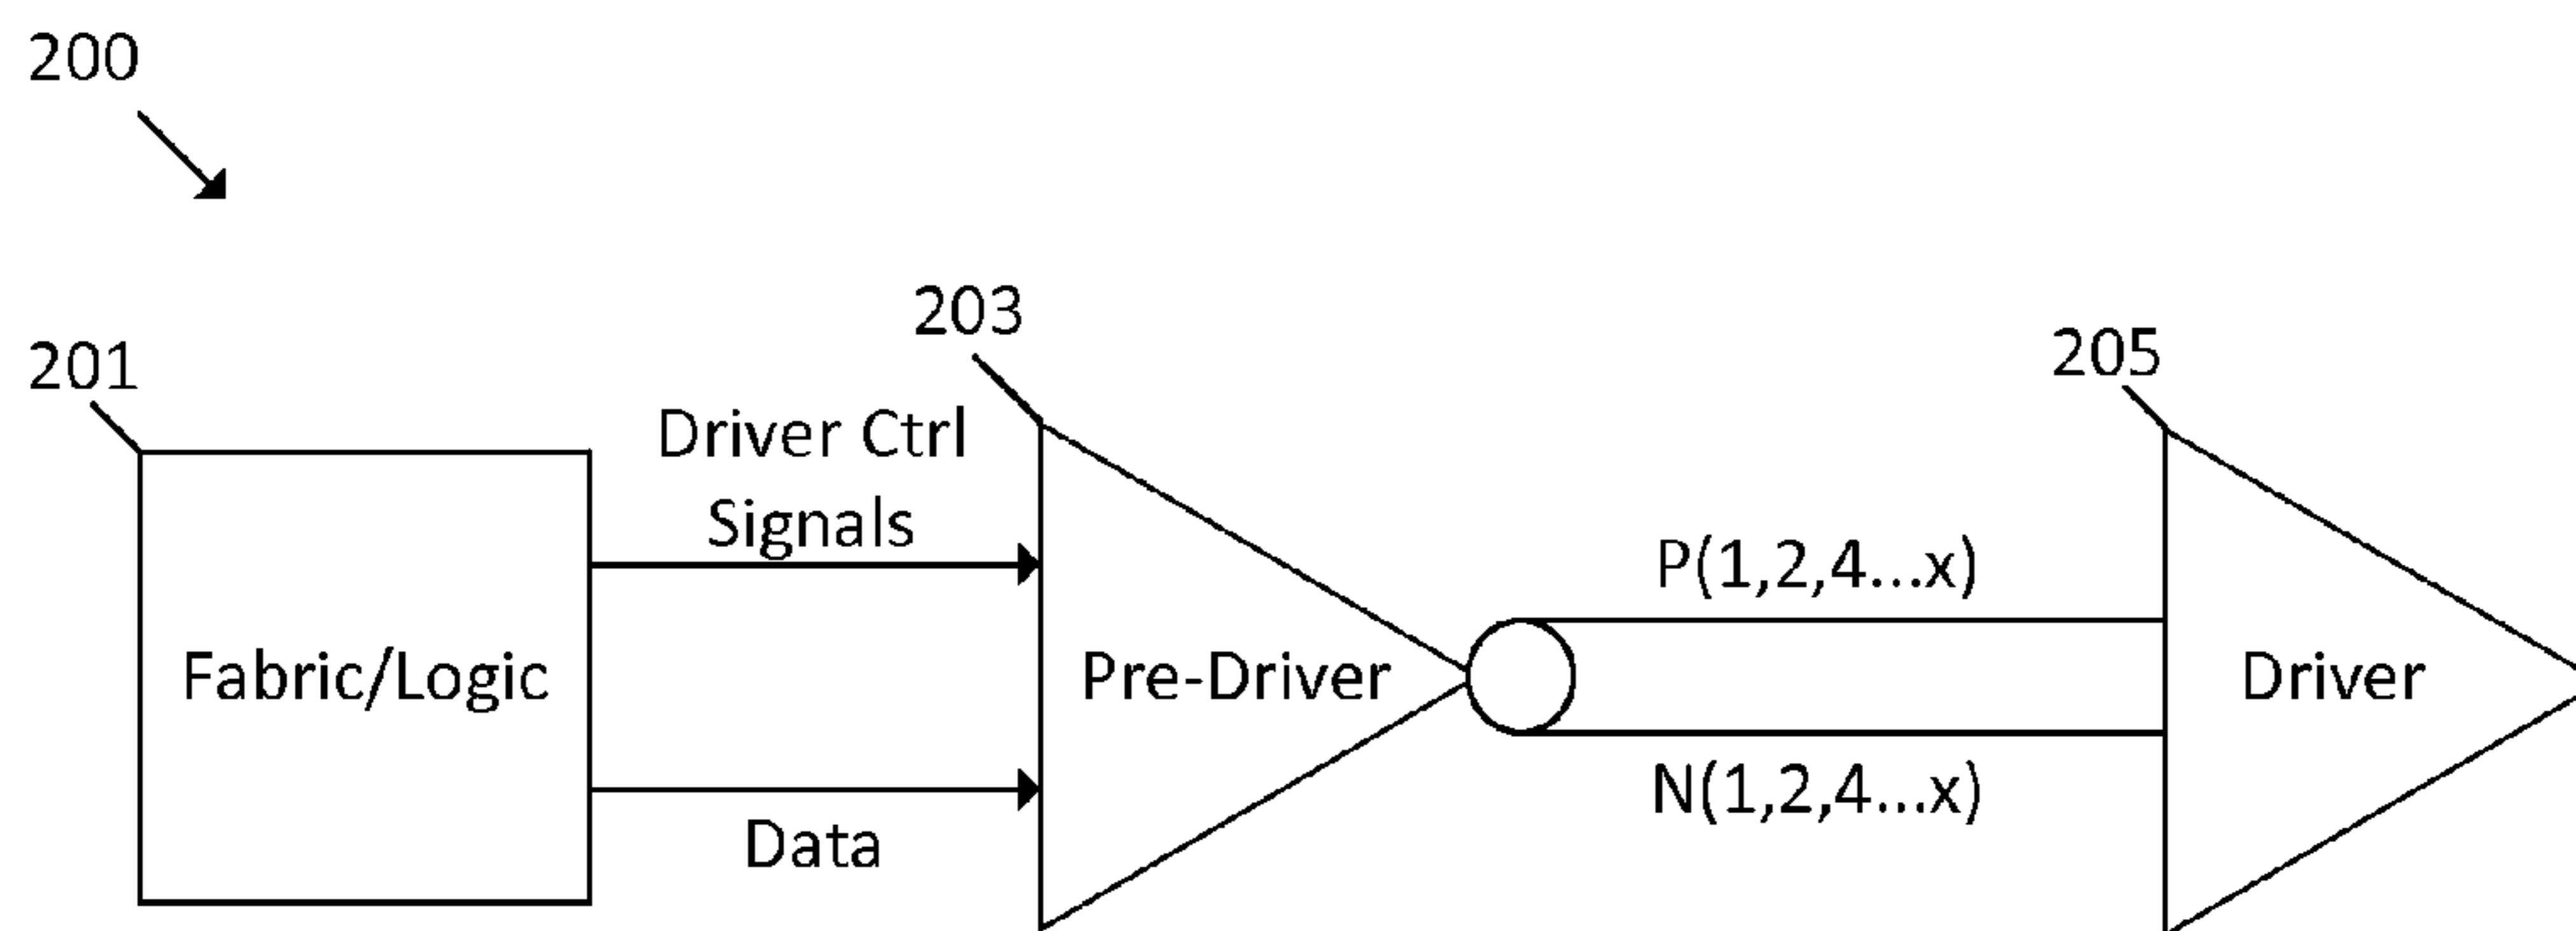 200
203
205
201
Driver Ctrl
Signals
P(1,2,4...x)
Fabric/Logic
Pre-Driver
Driver
N(1,2,4...x)
Data